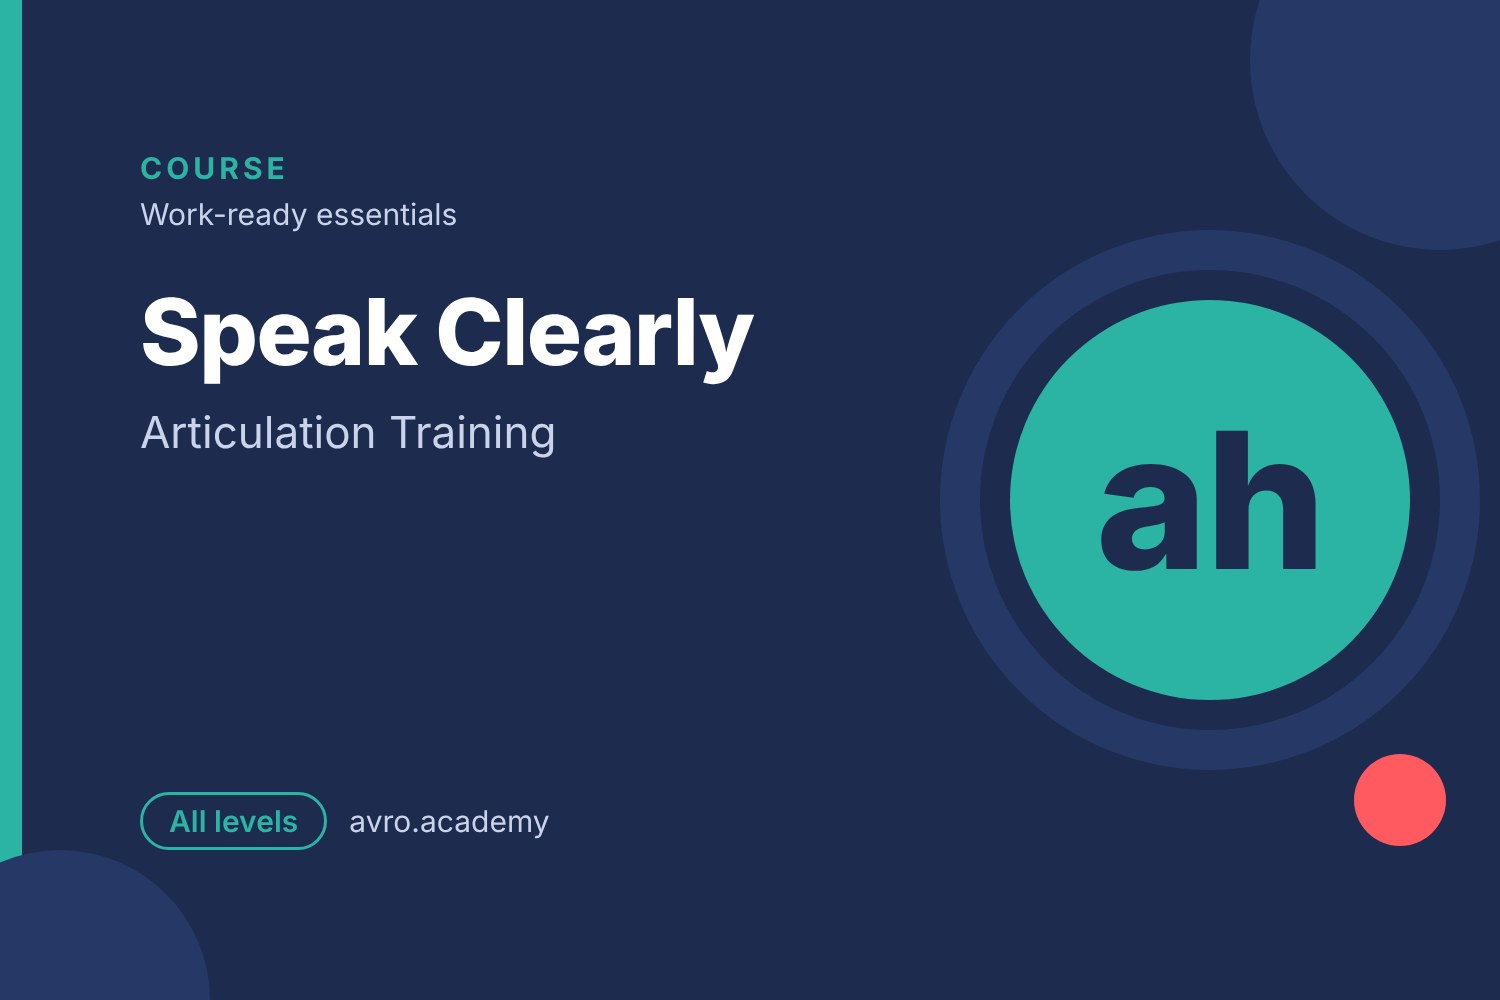 COURSE
Work-ready essentials
Speak Clearly
Articulation Training
ah
All levels
avro.academy